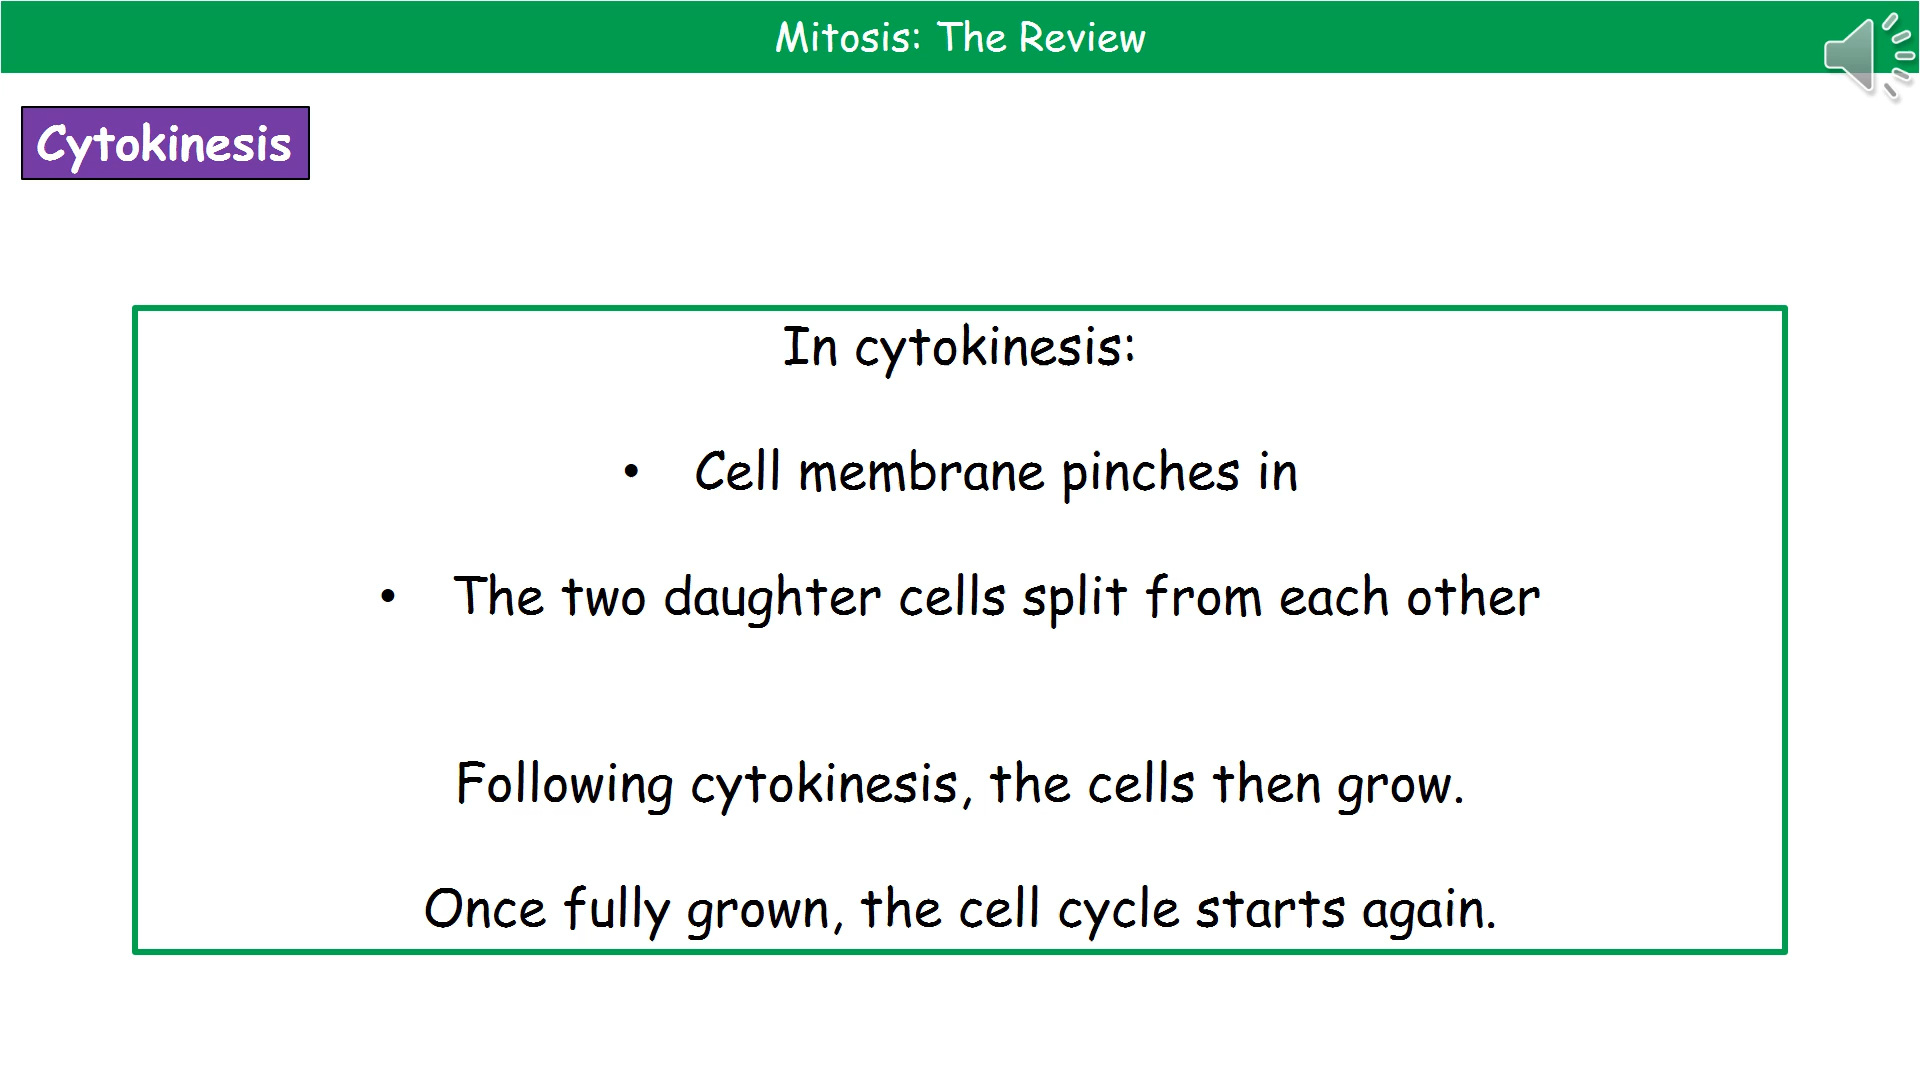 Mitosis: The Review
Cytokinesis
In cytokinesis:
• Cell membrane pinches in
• The two daughter cells split from each other
Following cytokinesis, the cells then grow.
Once fully grown, the cell cycle starts again.